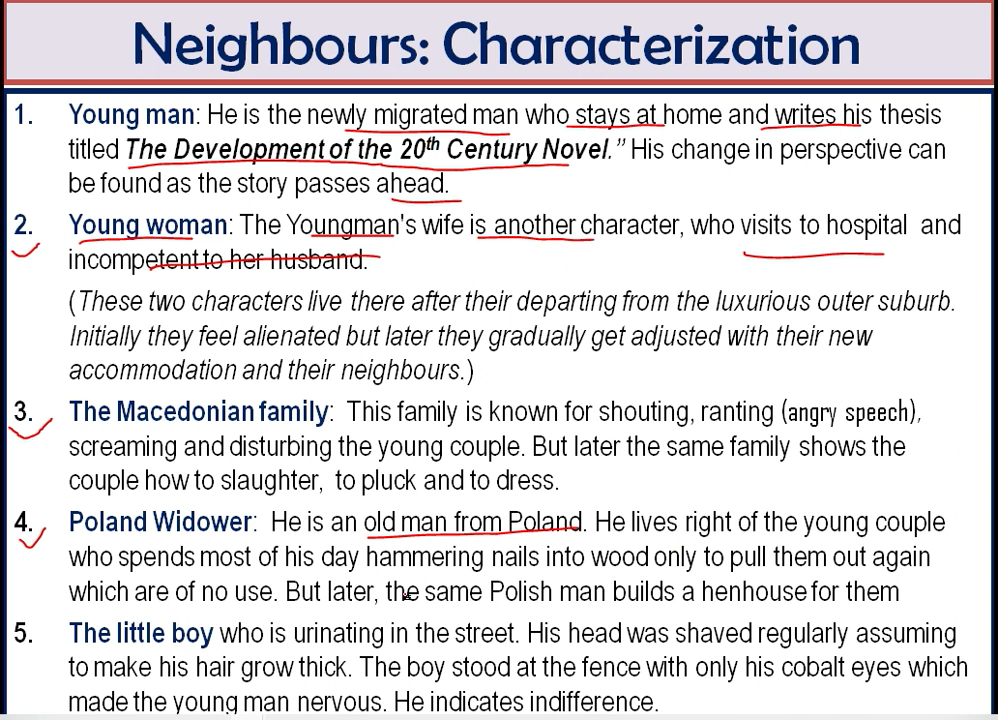 Neighbours: Characterization
1. Young man: He is the newly migrated man who stays at home and writes his thesis
titled The Development of the 20th Century Novel.” His change in perspective can
be found as the story passes ahead.
2. Young woman: The Youngman's wife is another character, who visits to hospital and
incompetent to her husband.
(These two characters live there after their departing from the luxurious outer suburb.
Initially they feel alienated but later they gradually get adjusted with their new
accommodation and their neighbours.)
3. The Macedonian family: This family is known for shouting, ranting (angry speech),
screaming and disturbing the young couple. But later the same family shows the
couple how to slaughter, to pluck and to dress.
4. Poland Widower: He is an old man from Poland. He lives right of the young couple
who spends most of his day hammering nails into wood only to pull them out again
which are of no use. But later, the same Polish man builds a henhouse for them
5. The little boy who is urinating in the street. His head was shaved regularly assuming
to make his hair grow thick. The boy stood at the fence with only his cobalt eyes which
made the young man nervous. He indicates indifference.